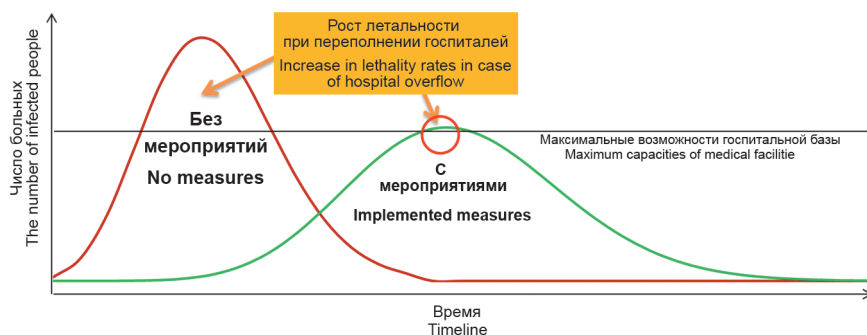 Рост летальности
при переполнении госпиталей
Increase in lethality rates in case
of hospital overflow
Без
мероприятий
No measures
Максимальные возможности госпитальной базы
Maximum capacities of medical facilitie
С
мероприятиями
Implemented measures
Число больных
The number of infected people
Время
Timeline